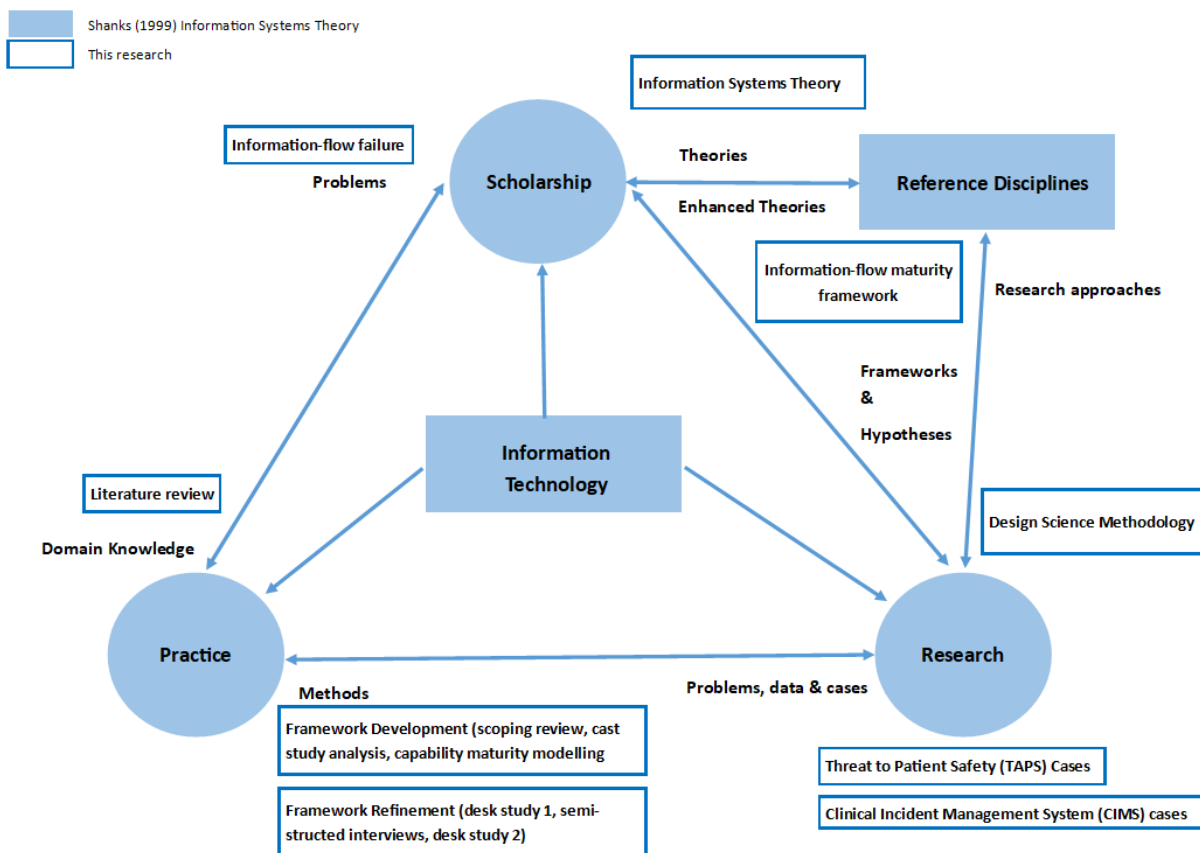 Shanks (1999) Information Systems Theory
This research
Information Systems Theory
Information-flow failure
Problems
Scholarship
Theories
Enhanced Theories
Reference Disciplines
Information-flow maturity
framework
Research approaches
Frameworks
&
Hypotheses
Information
Technology
Literature review
Domain Knowledge
Design Science Methodology
Practice
Research
Methods
Problems, data & cases
Framework Development (scoping review, cast
study analysis, capability maturity modelling
Framework Refinement (desk study 1, semi-
structed interviews, desk study 2)
Threat to Patient Safety (TAPS) Cases
Clinical Incident Management System (CIMS) cases